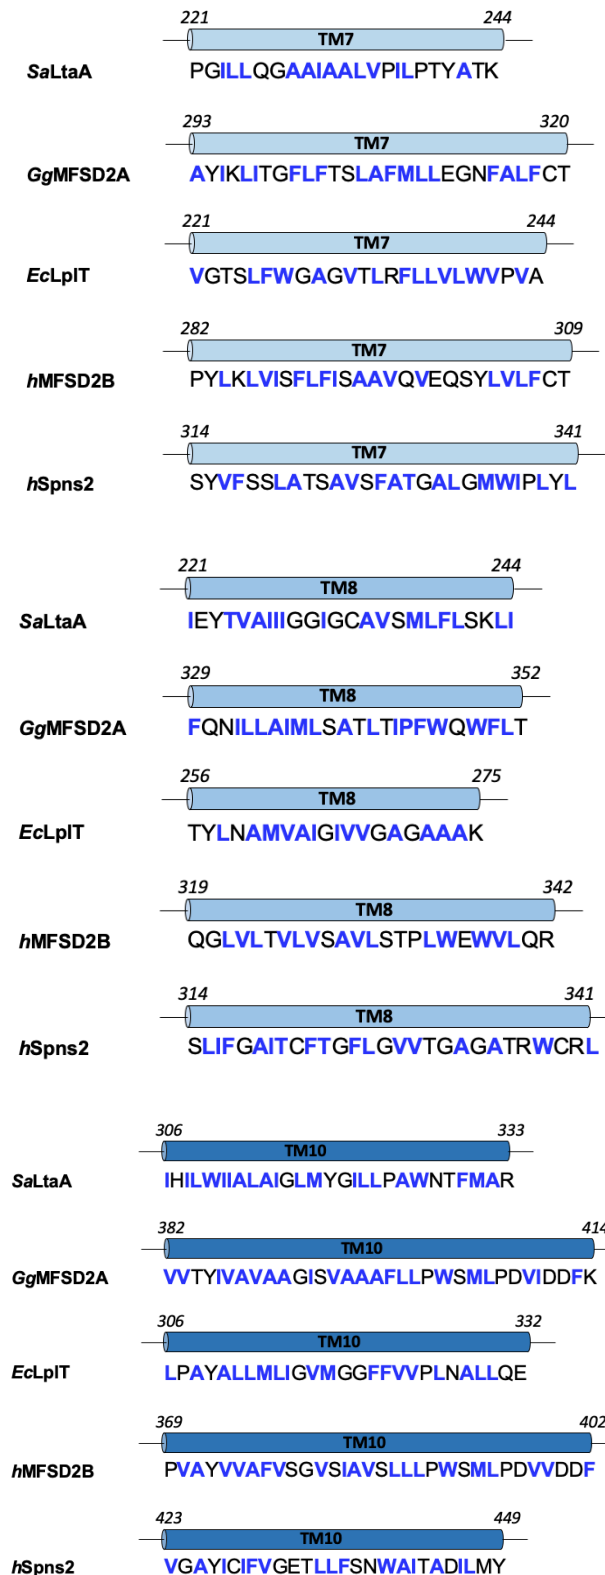 221 244
TM7
SaLtaA PGILLQGAAIAALVPILPTYATK
293 320
TM7
GgMFSD2A AYIKLITGFLFTSLAFMLLEGNFALFCT
221 244
TM7
EcLplT VGTSLFWGAGVTLRFLLVLWVPVA
282 309
TM7
hMFSD2B PYLKLVISFLFISAAVQVEQSYLVLFCT
314 341
TM7
hSpns2 SYVFSSLATSAVSFATGALGMWIPLYL
221 244
TM8
SaLtaA IEYTVAIIIGGIGCAVSMLFLSKLI
329 352
TM8
GgMFSD2A FQNILLAIMLSATLTIPFWQWFLT
256 275
TM8
EcLplT TYLNAMVAIGIVVGAGAAAK
319 342
TM8
hMFSD2B QGLVLTVLVSAVLSTPLWEWVLQR
314 341
TM8
hSpns2 SLIFGAITCFTGFLGVVTGAGATRWCRL
306 333
TM10
SaLtaA IHILWIIALAIGLMYGILLPAWNTFMAR
382 414
TM10
GgMFSD2A VVTYIVAVAAGISVAAAFLLPWSMLPDVIDDFK
306 332
TM10
EcLplT LPAYALLMLIGVMGGFFVVPLNALLQE
369 402
TM10
hMFSD2B PVAYVVAFVSGVSIAVSLLLPWSMLPDVVDDF
423 449
TM10
hSpns2 VGAYICIFVGETLLFSNWAITADILMY